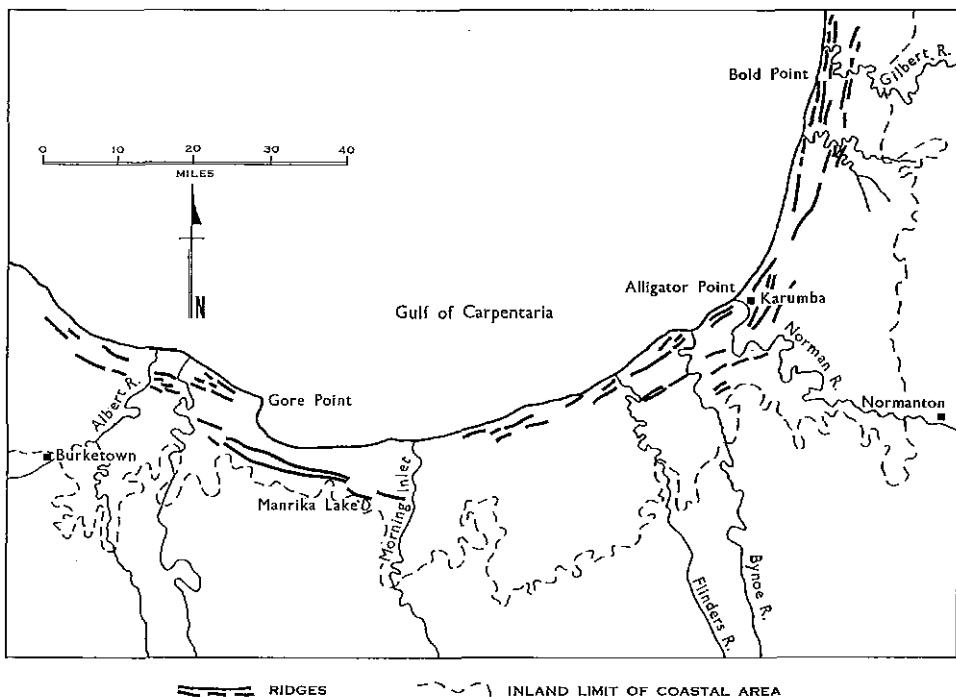 Bold Point
Gilbert R.
0 10 20 30 40
MILES
N
Gulf of Carpentaria
Alligator Point
Karumba
Norman R.
Normanton
Albert R.
Gore Point
Burketown
Manrika Lake
Morning Inlet
Flinders R.
Bynoe R.
RIDGES
INLAND LIMIT OF COASTAL AREA